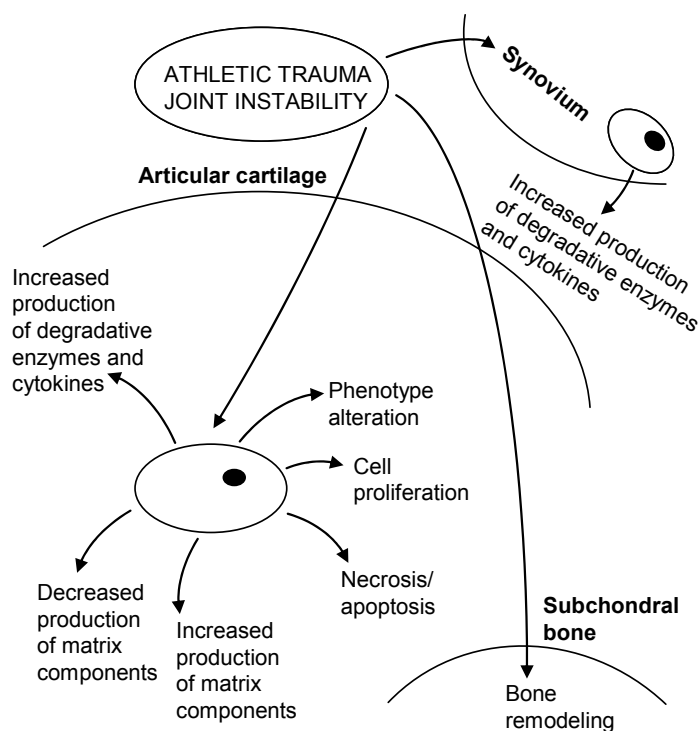 ATHLETIC TRAUMA
JOINT INSTABILITY
Synovium
Increased production
of degradative enzymes
and cytokines
Articular cartilage
Increased
production
of degradative
enzymes and
cytokines
Phenotype
alteration
Cell
proliferation
Necrosis/
apoptosis
Decreased
production
of matrix
components
Increased
production
of matrix
components
Subchondral
bone
Bone
remodeling